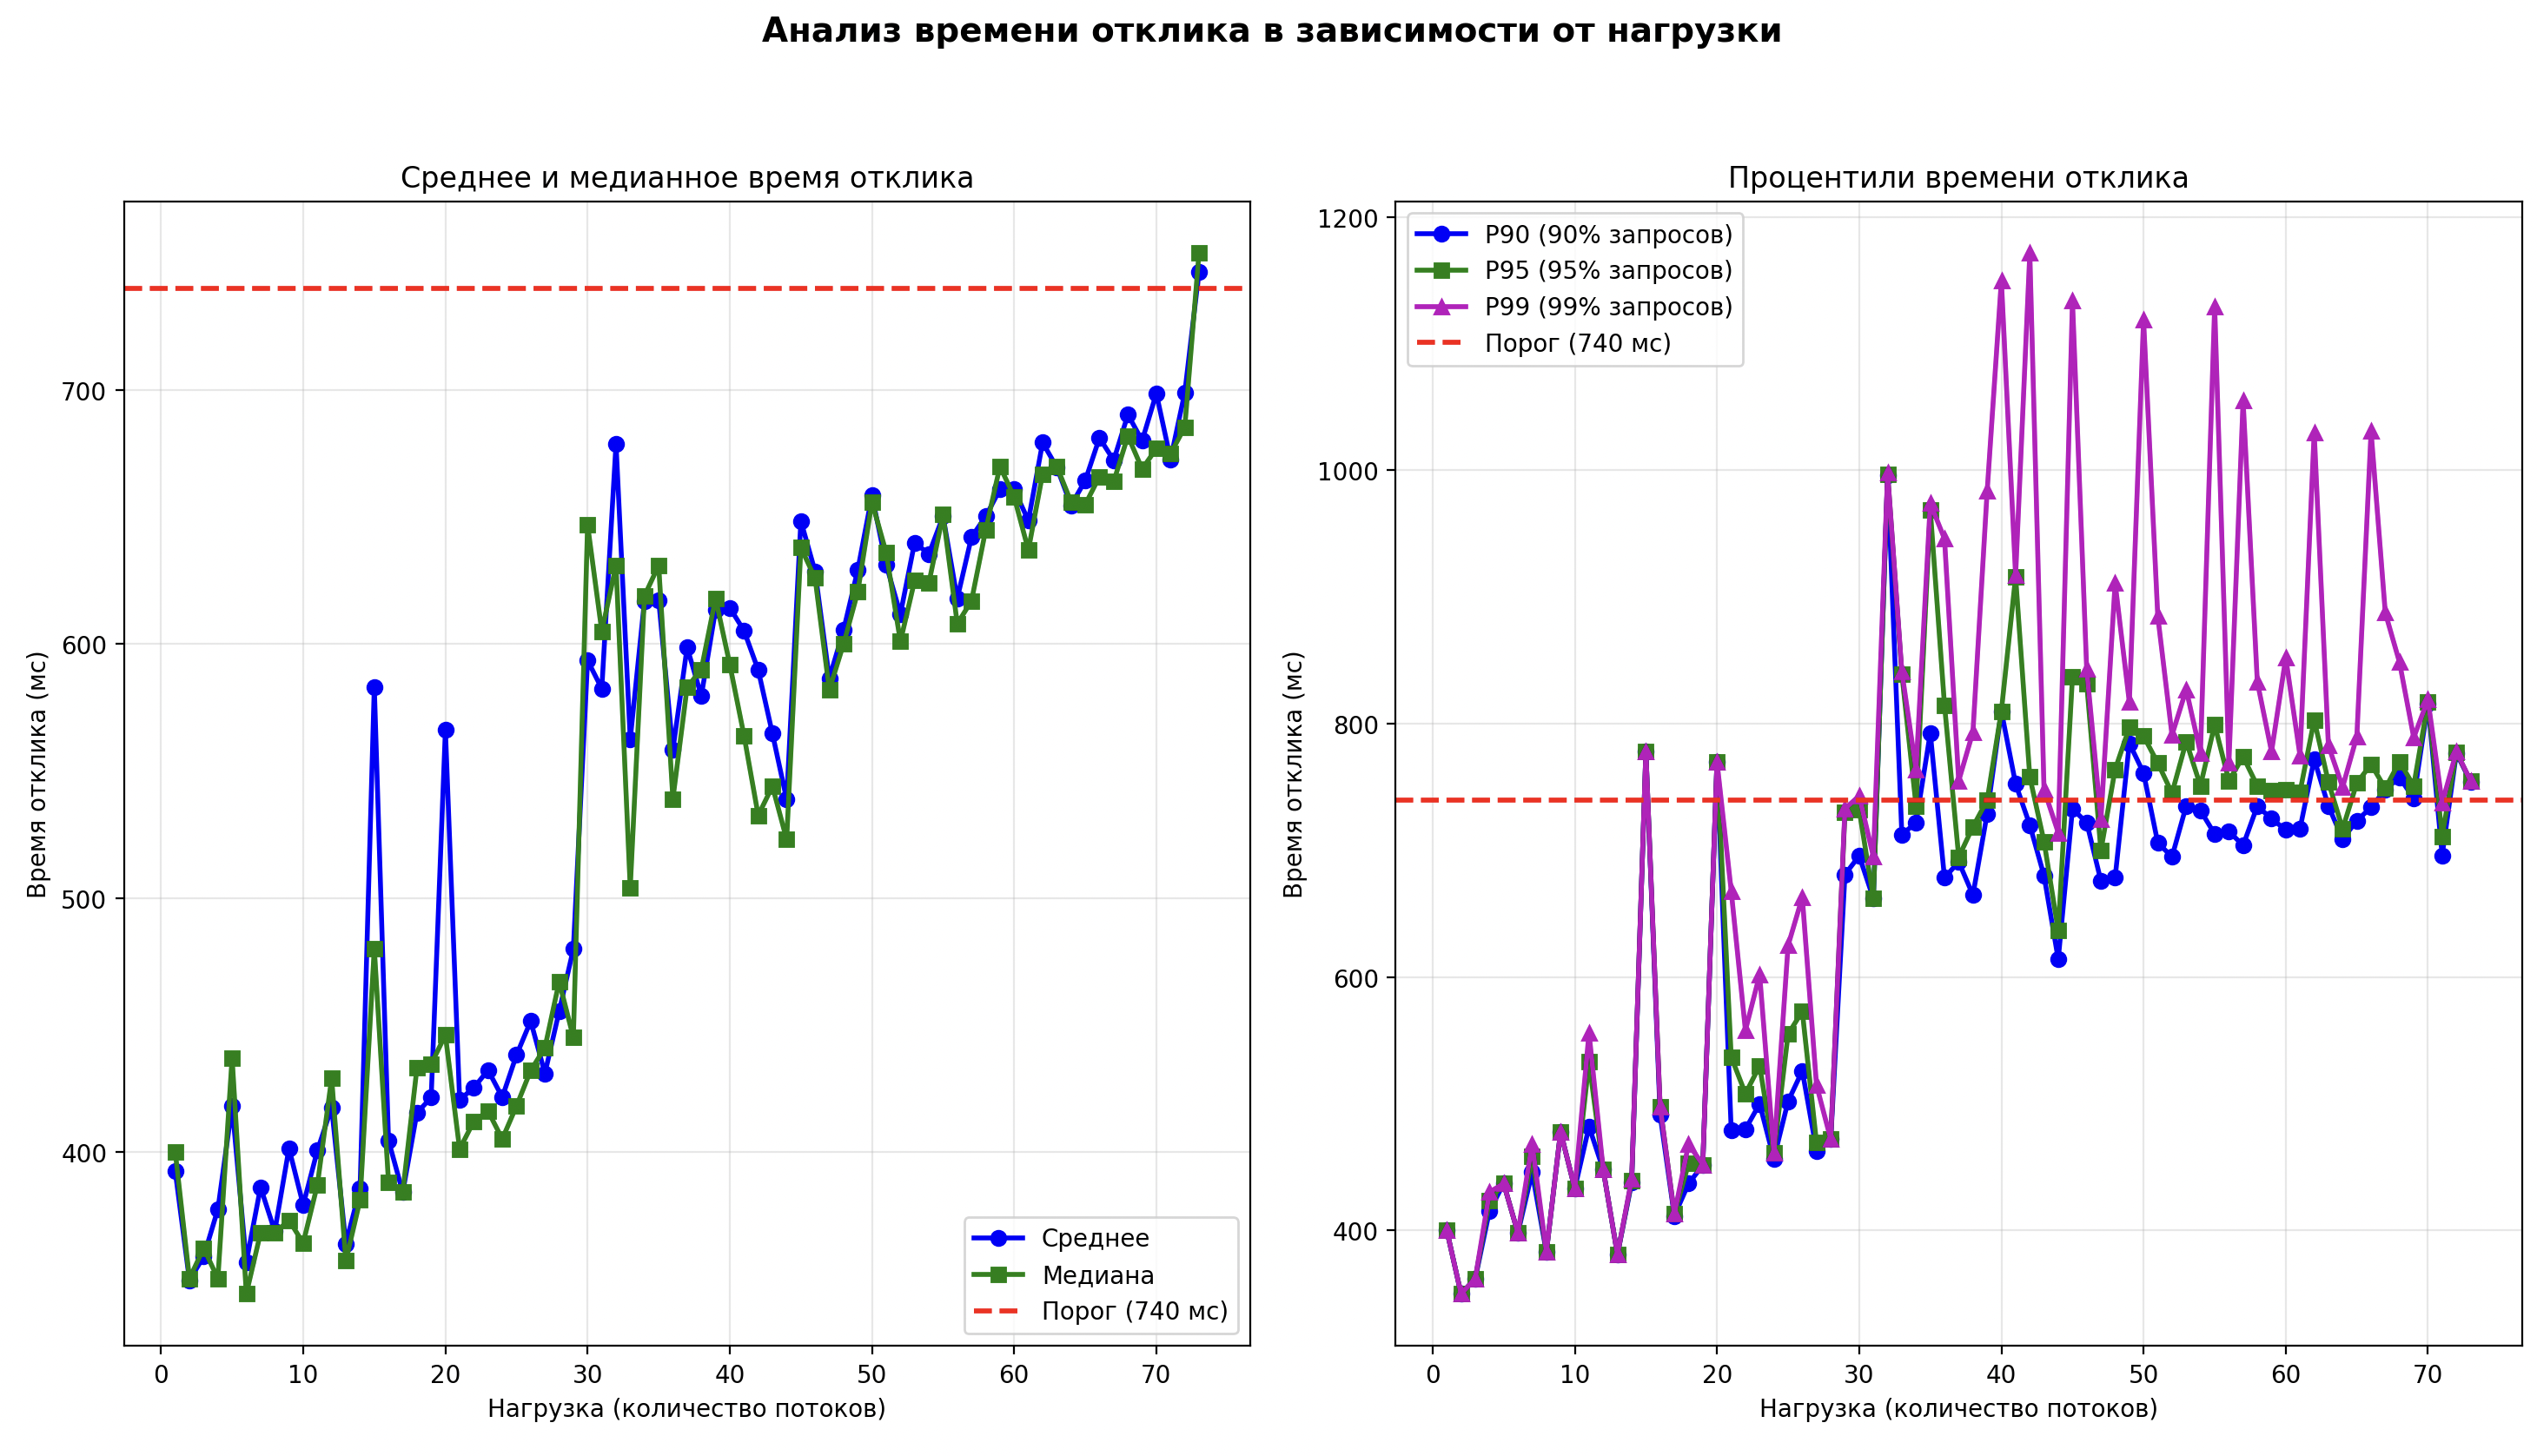 Анализ времени отклика в зависимости от нагрузки
Среднее и медианное время отклика
Время отклика (мс)
700
600
500
400
0 10 20 30 40 50 60 70
Нагрузка (количество потоков)
Среднее
Медиана
Порог (740 мс)
Процентили времени отклика
Время отклика (мс)
1200
1000
800
600
400
0 10 20 30 40 50 60 70
Нагрузка (количество потоков)
P90 (90% запросов)
P95 (95% запросов)
P99 (99% запросов)
Порог (740 мс)